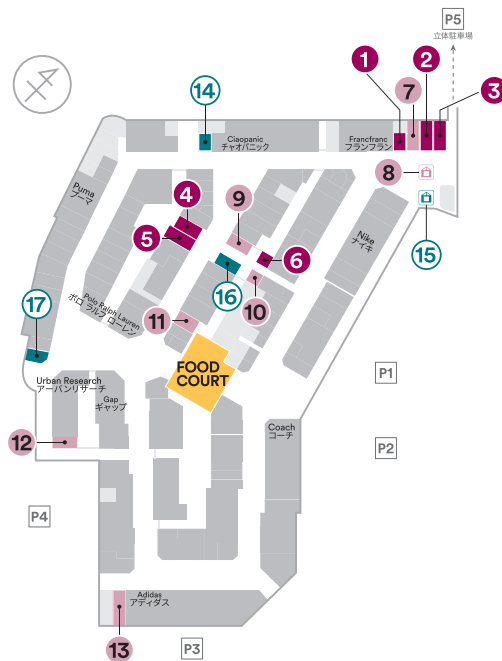 P5
立体駐車場
1
2
3
7
14
Ciaopanic
チャオパニック
Francfranc
フランフラン
8
15
Puma
プーマ
4
5
9
6
Nike
ナイキ
16
10
Polo Ralph Lauren
ポロ ラルフ ローレン
11
17
FOOD
COURT
P1
Urban Research
アーバンリサーチ
Gap
ギャップ
12
Coach
コーチ
P2
P4
Adidas
アディダス
13
P3